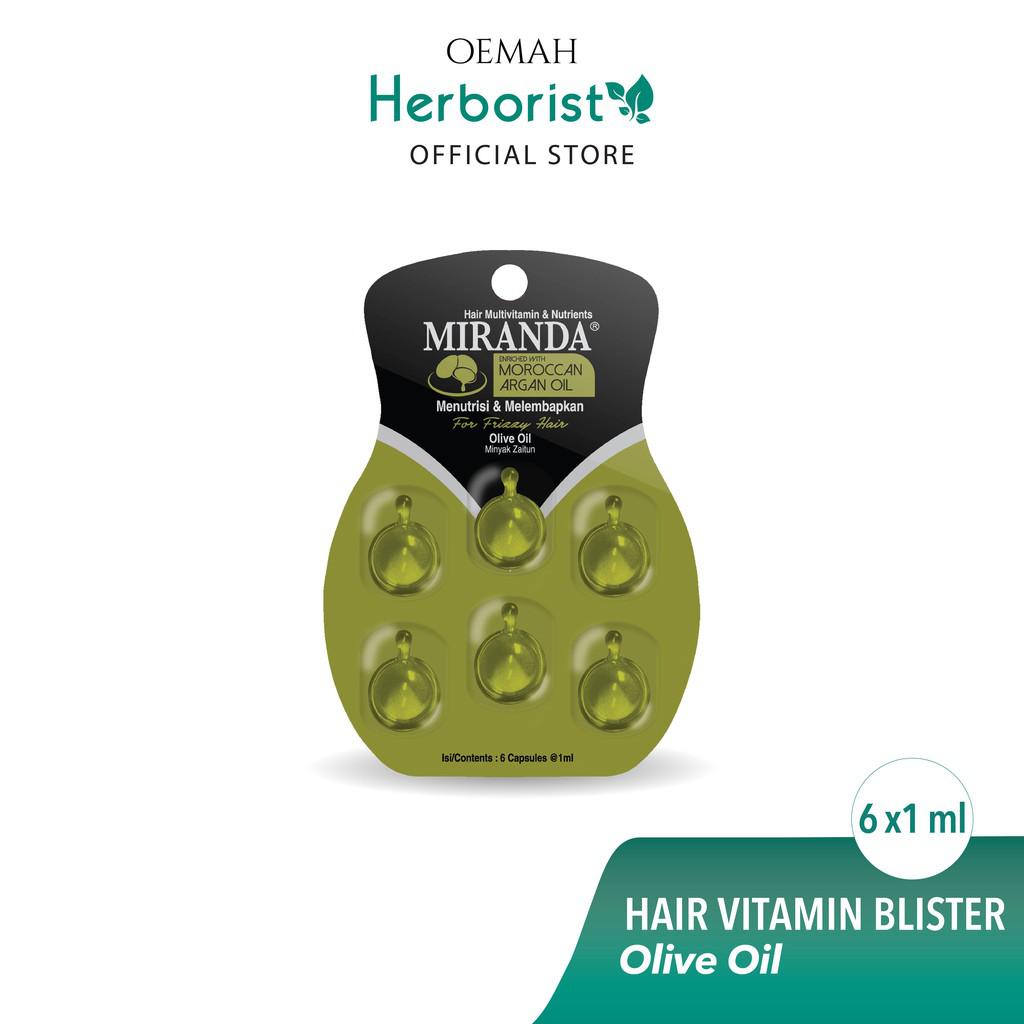 OEMAH
Herborist
OFFICIAL STORE
Hair Multivitamin & Nutrients
MIRANDA®
ENRICHED WITH
MOROCCAN
ARGAN OIL
Menutrisi & Melembapkan
For Frizzy Hair
Olive Oil
Minyak Zaitun
Isi/Contents : 6 Capsules @1ml
6 x1 ml
HAIR VITAMIN BLISTER
Olive Oil